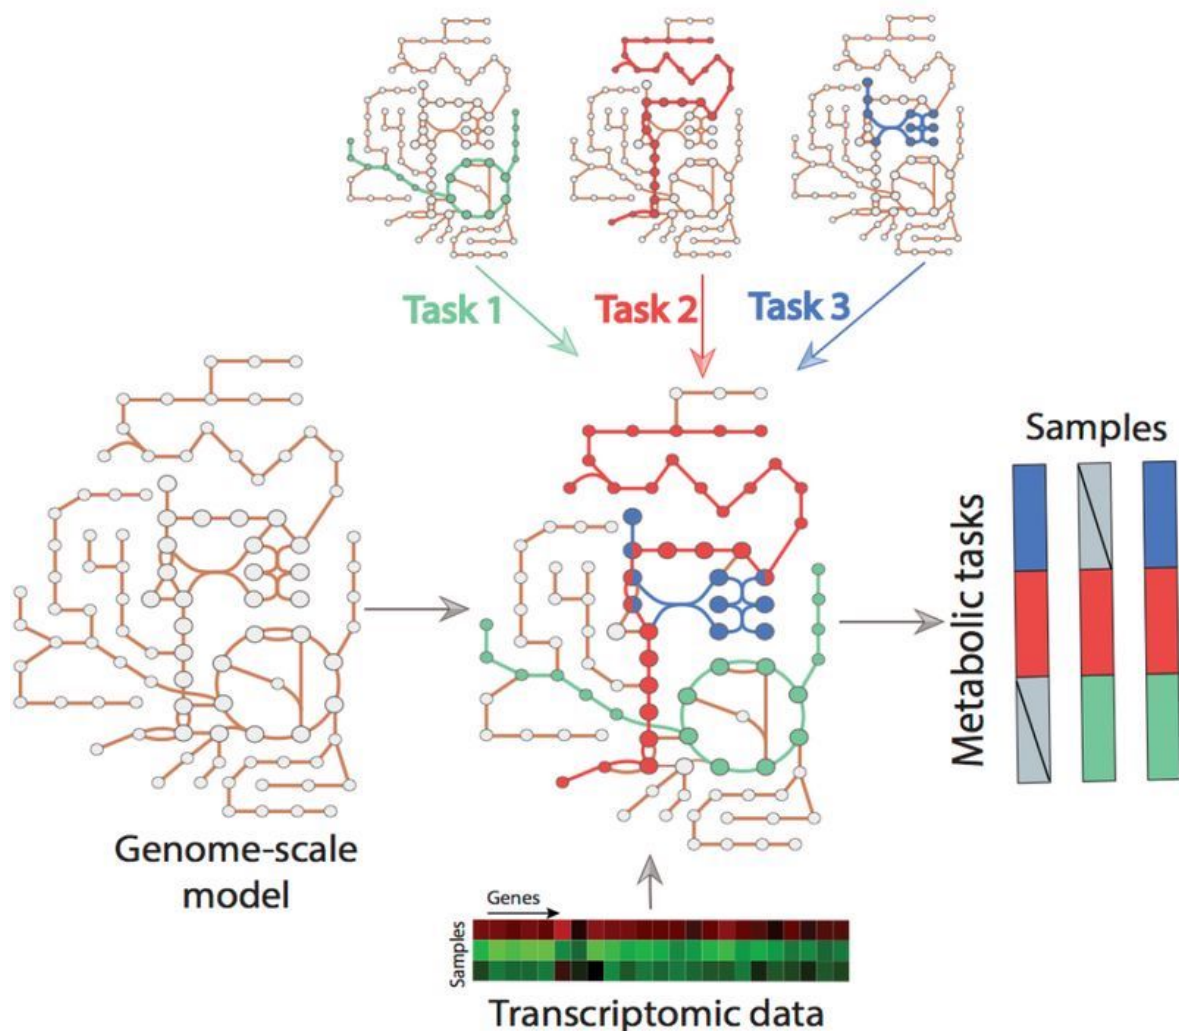 Task 1
Task 2
Task 3
Samples
Metabolic tasks
Genome-scale
model
Genes
Samples
Transcriptomic data